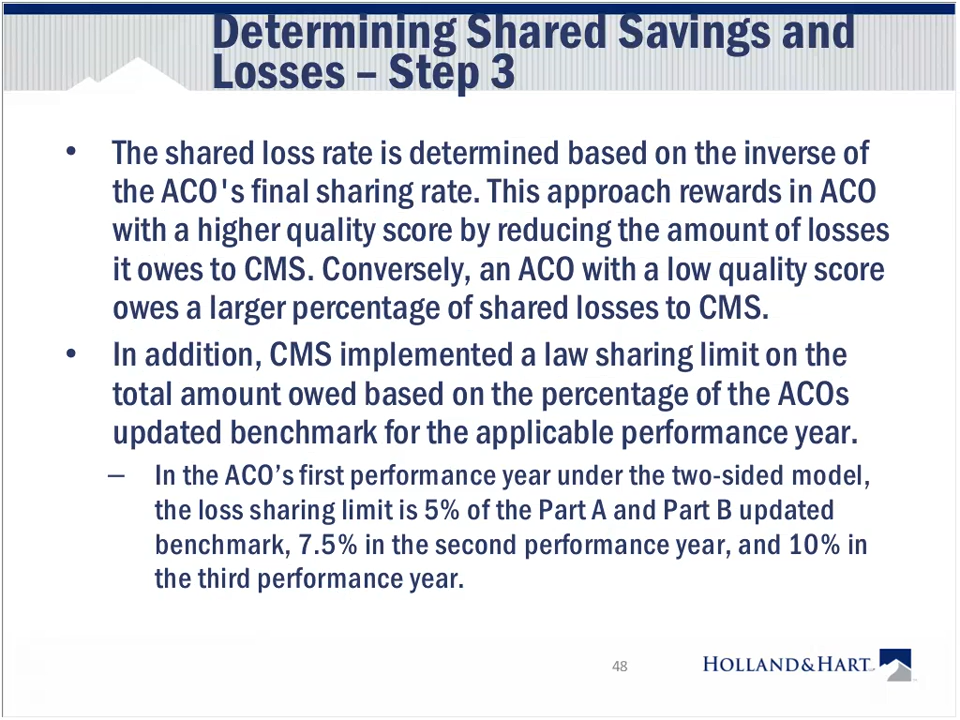 Determining Shared Savings and
Losses – Step 3
• The shared loss rate is determined based on the inverse of
the ACO's final sharing rate. This approach rewards in ACO
with a higher quality score by reducing the amount of losses
it owes to CMS. Conversely, an ACO with a low quality score
owes a larger percentage of shared losses to CMS.
• In addition, CMS implemented a law sharing limit on the
total amount owed based on the percentage of the ACOs
updated benchmark for the applicable performance year.
– In the ACO’s first performance year under the two-sided model,
the loss sharing limit is 5% of the Part A and Part B updated
benchmark, 7.5% in the second performance year, and 10% in
the third performance year.
48
HOLLAND&HART